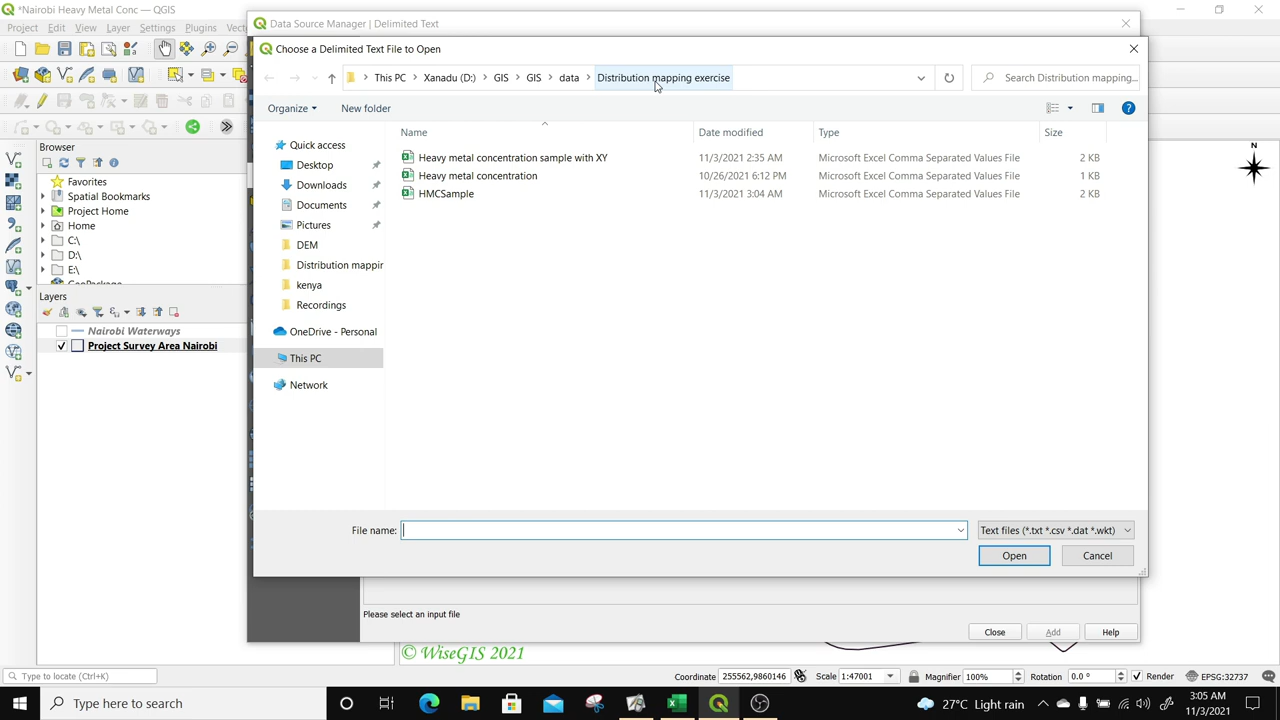 *Nairobi Heavy Metal Conc — QGIS
Project Edit View Layer Settings Plugins Vect
Data Source Manager | Delimited Text
Choose a Delimited Text File to Open
This PC > Xanadu (D:) > GIS > GIS > data > Distribution mapping exercise
Search Distribution mapping...
Organize New folder
Name Date modified Type Size
Quick access
Desktop
Downloads
Documents
Pictures
DEM
Distribution mappir
kenya
Recordings
OneDrive - Personal
This PC
Network
Heavy metal concentration sample with XY 11/3/2021 2:35 AM Microsoft Excel Comma Separated Values File 2 KB
Heavy metal concentration 10/26/2021 6:12 PM Microsoft Excel Comma Separated Values File 1 KB
HMCSample 11/3/2021 3:04 AM Microsoft Excel Comma Separated Values File 2 KB
Browser
Favorites
Spatial Bookmarks
Project Home
Home
C:\
D:\
E:\
Layers
Nairobi Waterways
Project Survey Area Nairobi
N
File name:
Text files (*.txt *.csv *.dat *.wkt)
Open Cancel
Please select an input file
Close Add Help
© WiseGIS 2021
Type to locate (Ctrl+K)
Coordinate 255562,9860146 Scale 1:47001 Magnifier 100% Rotation 0.0 ° Render EPSG:32737
Type here to search
27°C Light rain
3:05 AM
11/3/2021